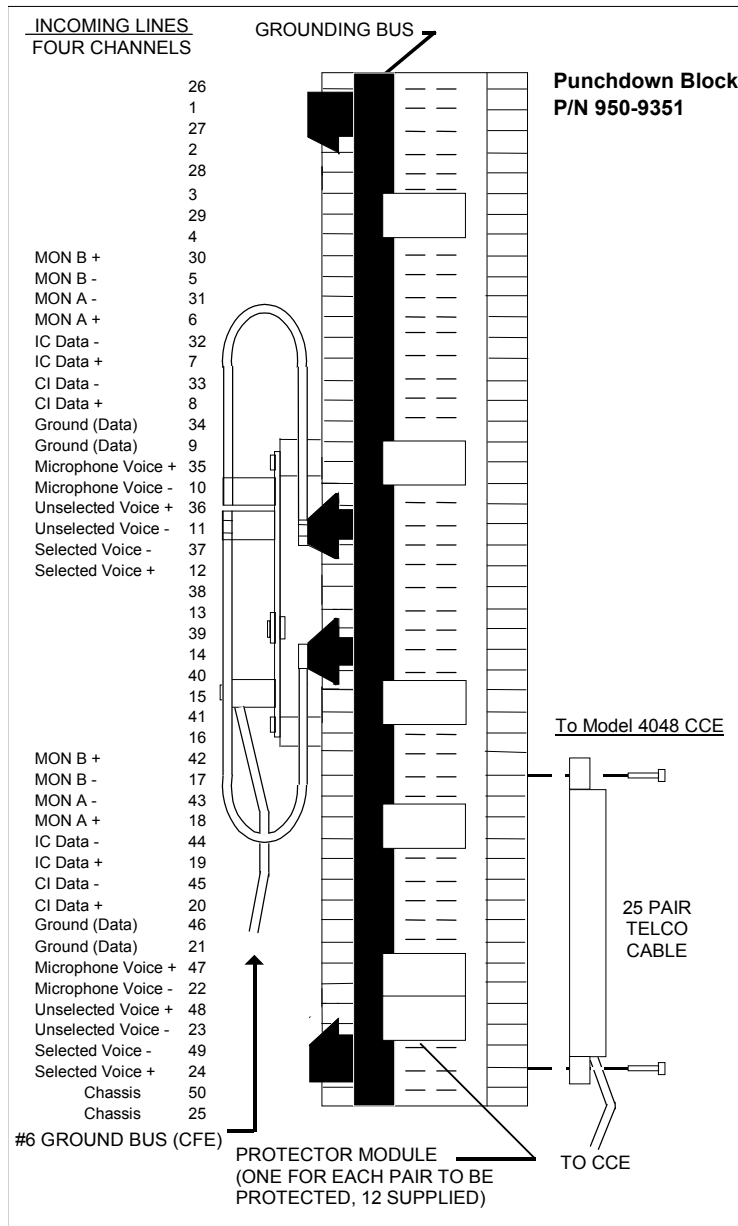 INCOMING LINES
FOUR CHANNELS
GROUNDING BUS
Punchdown Block
P/N 950-9351
26
1
27
2
28
3
29
4
MON B + 30
MON B - 5
MON A - 31
MON A + 6
IC Data - 32
IC Data + 7
CI Data - 33
CI Data + 8
Ground (Data) 34
Ground (Data) 9
Microphone Voice + 35
Microphone Voice - 10
Unselected Voice + 36
Unselected Voice - 11
Selected Voice - 37
Selected Voice + 12
38
13
39
14
40
15
41
16
To Model 4048 CCE
MON B + 42
MON B - 17
MON A - 43
MON A + 18
IC Data - 44
IC Data + 19
CI Data - 45
CI Data + 20
Ground (Data) 46
Ground (Data) 21
Microphone Voice + 47
Microphone Voice - 22
Unselected Voice + 48
Unselected Voice - 23
Selected Voice - 49
Selected Voice + 24
Chassis 50
Chassis 25
25 PAIR
TELCO
CABLE
#6 GROUND BUS (CFE)
PROTECTOR MODULE
(ONE FOR EACH PAIR TO BE
PROTECTED, 12 SUPPLIED)
TO CCE